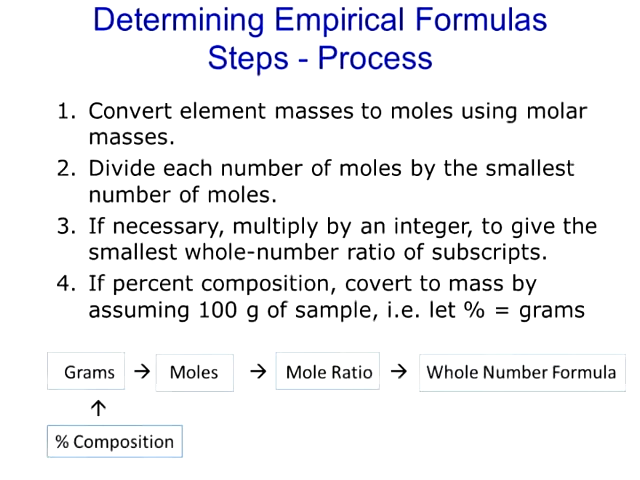 Determining Empirical Formulas
Steps - Process
1. Convert element masses to moles using molar
masses.
2. Divide each number of moles by the smallest
number of moles.
3. If necessary, multiply by an integer, to give the
smallest whole-number ratio of subscripts.
4. If percent composition, covert to mass by
assuming 100 g of sample, i.e. let % = grams
Grams → Moles → Mole Ratio → Whole Number Formula
↑
% Composition